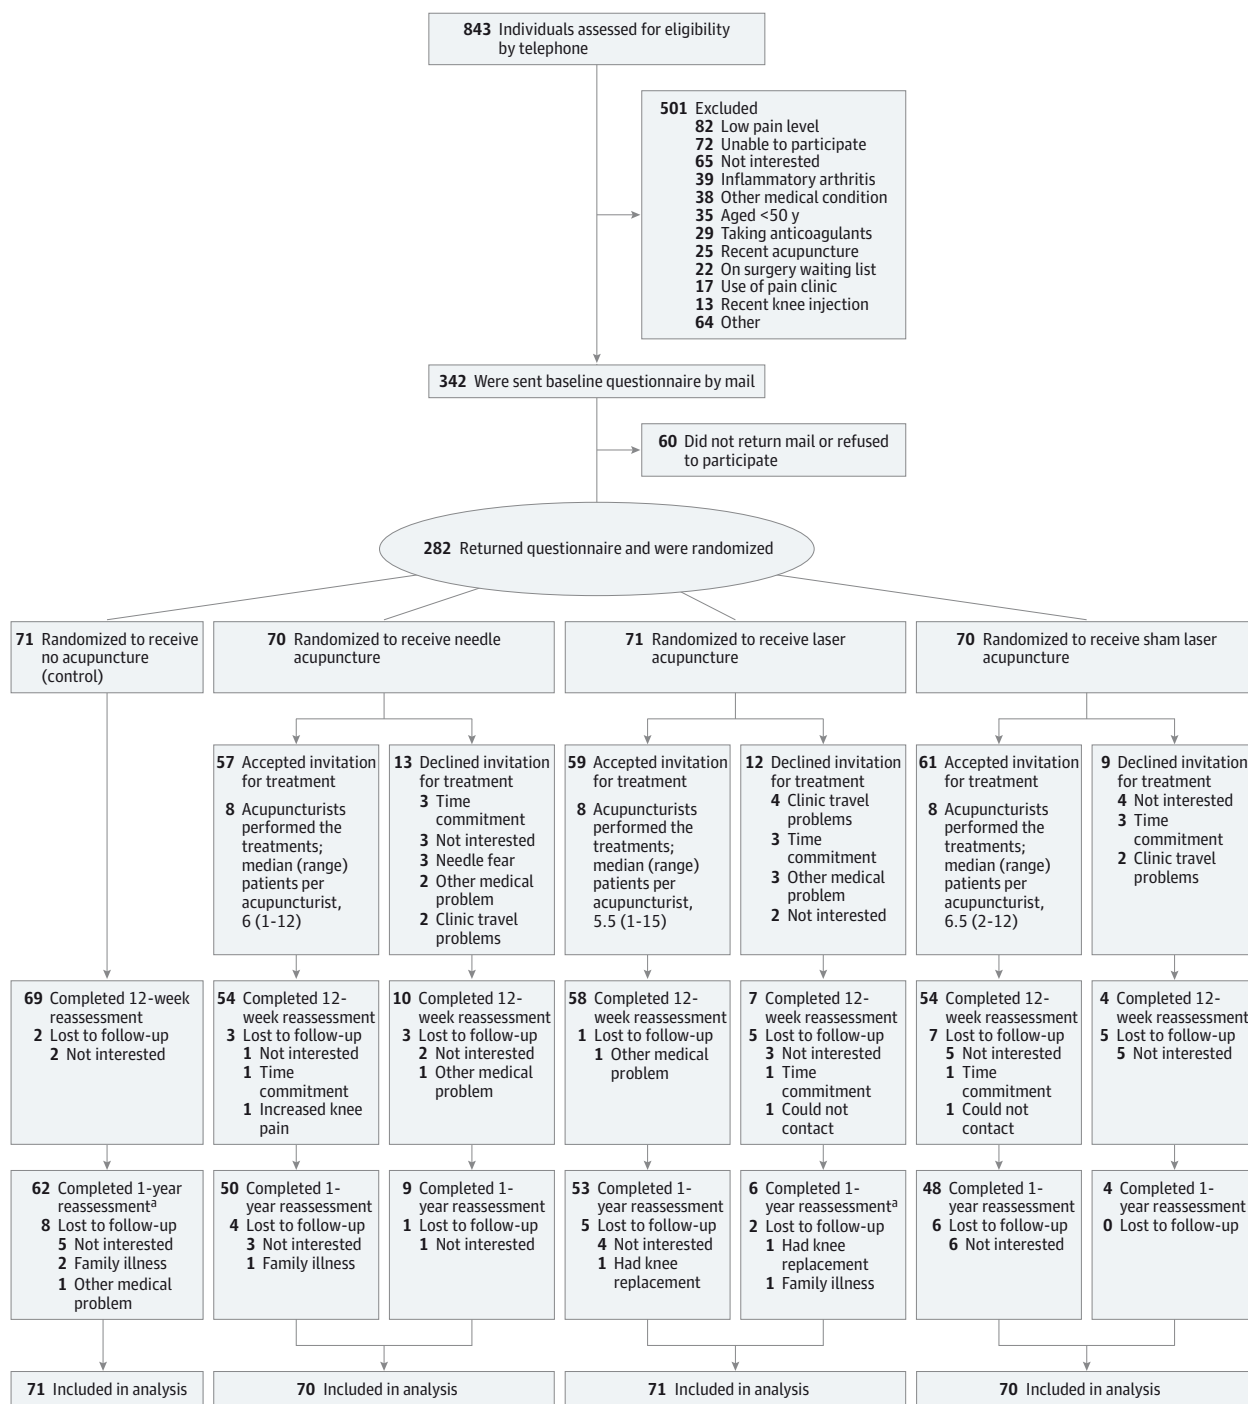 843 Individuals assessed for eligibility
by telephone
501 Excluded
82 Low pain level
72 Unable to participate
65 Not interested
39 Inflammatory arthritis
38 Other medical condition
35 Aged <50 y
29 Taking anticoagulants
25 Recent acupuncture
22 On surgery waiting list
17 Use of pain clinic
13 Recent knee injection
64 Other
342 Were sent baseline questionnaire by mail
60 Did not return mail or refused
to participate
282 Returned questionnaire and were randomized
71 Randomized to receive
no acupuncture
(control)
70 Randomized to receive needle
acupuncture
71 Randomized to receive laser
acupuncture
70 Randomized to receive sham laser
acupuncture
57 Accepted invitation
for treatment
8 Acupuncturists
performed the
treatments;
median (range)
patients per
acupuncturist,
6 (1-12)
13 Declined invitation
for treatment
3 Time
commitment
3 Not interested
3 Needle fear
2 Other medical
problem
2 Clinic travel
problems
59 Accepted invitation
for treatment
8 Acupuncturists
performed the
treatments;
median (range)
patients per
acupuncturist,
5.5 (1-15)
12 Declined invitation
for treatment
4 Clinic travel
problems
3 Time
commitment
3 Other medical
problem
2 Not interested
61 Accepted invitation
for treatment
8 Acupuncturists
performed the
treatments;
median (range)
patients per
acupuncturist,
6.5 (2-12)
9 Declined invitation
for treatment
4 Not interested
3 Time
commitment
2 Clinic travel
problems
69 Completed 12-week
reassessment
2 Lost to follow-up
2 Not interested
54 Completed 12-
week reassessment
3 Lost to follow-up
1 Not interested
1 Time
commitment
1 Increased knee
pain
10 Completed 12-
week reassessment
3 Lost to follow-up
2 Not interested
1 Other medical
problem
58 Completed 12-
week reassessment
1 Lost to follow-up
1 Other medical
problem
7 Completed 12-
week reassessment
5 Lost to follow-up
3 Not interested
1 Time
commitment
1 Could not
contact
54 Completed 12-
week reassessment
7 Lost to follow-up
5 Not interested
1 Time
commitment
1 Could not
contact
4 Completed 12-
week reassessment
5 Lost to follow-up
5 Not interested
62 Completed 1-year
reassessmentᵃ
8 Lost to follow-up
5 Not interested
2 Family illness
1 Other medical
problem
50 Completed 1-
year reassessment
4 Lost to follow-up
3 Not interested
1 Family illness
9 Completed 1-
year reassessment
1 Lost to follow-up
1 Not interested
53 Completed 1-
year reassessment
5 Lost to follow-up
4 Not interested
1 Had knee
replacement
6 Completed 1-
year reassessmentᵃ
2 Lost to follow-up
1 Had knee
replacement
1 Family illness
48 Completed 1-
year reassessment
6 Lost to follow-up
6 Not interested
4 Completed 1-
year reassessment
0 Lost to follow-up
71 Included in analysis
70 Included in analysis
71 Included in analysis
70 Included in analysis